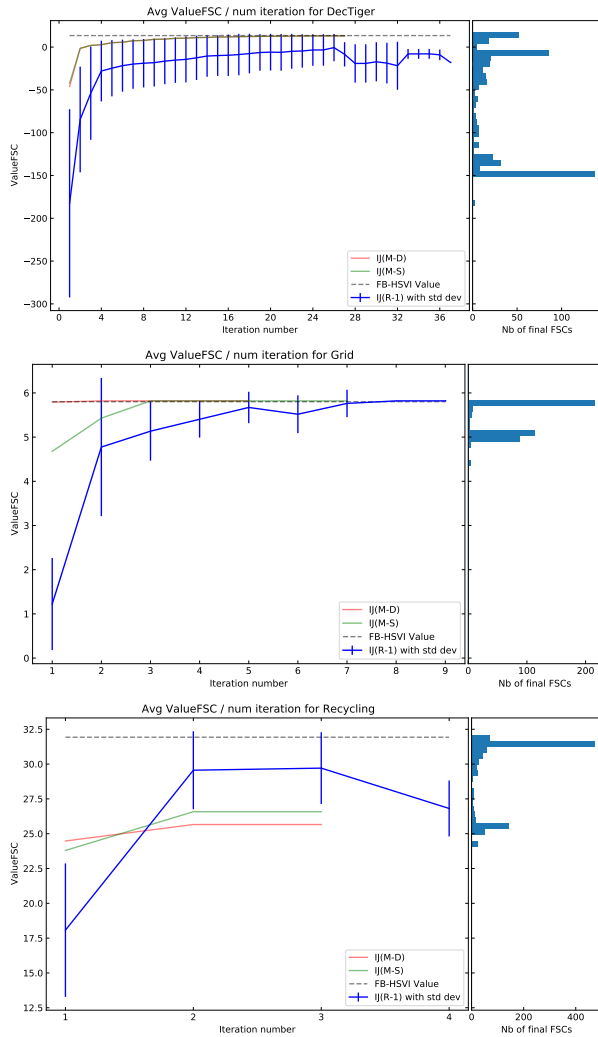 Avg ValueFSC / num iteration for DecTiger
0
−50
−100
−150
−200
−250
−300
ValueFSC
IJ(M-D)
IJ(M-S)
FB-HSVI Value
IJ(R-1) with std dev
0 4 8 12 16 20 24 28 32 36
Iteration number
0 50 100
Nb of final FSCs
Avg ValueFSC / num iteration for Grid
6
5
4
3
2
1
0
ValueFSC
IJ(M-D)
IJ(M-S)
FB-HSVI Value
IJ(R-1) with std dev
1 2 3 4 5 6 7 8 9
Iteration number
0 100 200
Nb of final FSCs
Avg ValueFSC / num iteration for Recycling
32.5
30.0
27.5
25.0
22.5
20.0
17.5
15.0
12.5
ValueFSC
IJ(M-D)
IJ(M-S)
FB-HSVI Value
IJ(R-1) with std dev
1 2 3 4
Iteration number
0 200 400
Nb of final FSCs